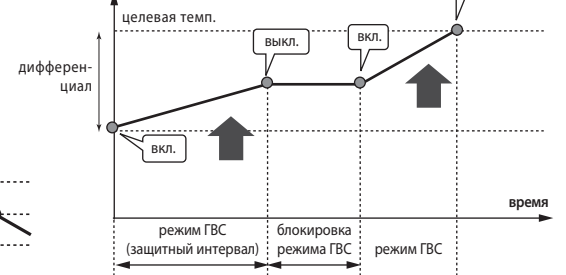 целевая темп.
выкл.
вкл.
дифферен-
циал
вкл.
время
режим ГВС
(защитный интервал)
блокировка
режима ГВС
режим ГВС